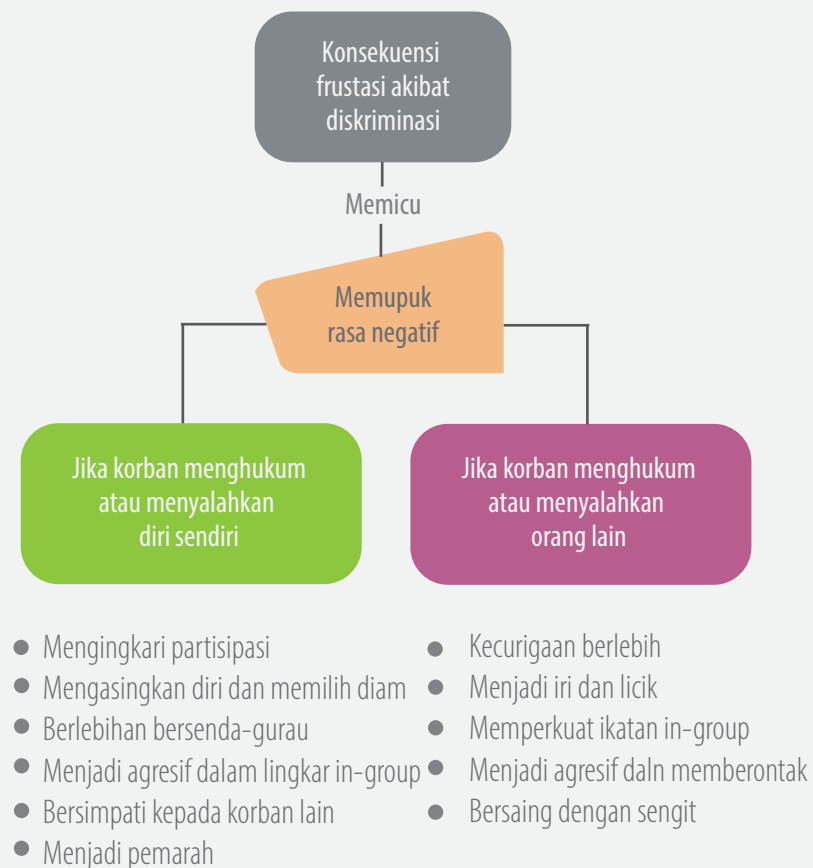 Konsekuensi
frustasi akibat
diskriminasi
Memicu
Memupuk
rasa negatif
Jika korban menghukum
atau menyalahkan
diri sendiri
Jika korban menghukum
atau menyalahkan
orang lain
Mengingkari partisipasi
Mengasingkan diri dan memilih diam
Berlebihan bersenda-gurau
Menjadi agresif dalam lingkar in-group
Bersimpati kepada korban lain
Menjadi pemarah
Kecurigaan berlebih
Menjadi iri dan licik
Memperkuat ikatan in-group
Menjadi agresif daln memberontak
Bersaing dengan sengit